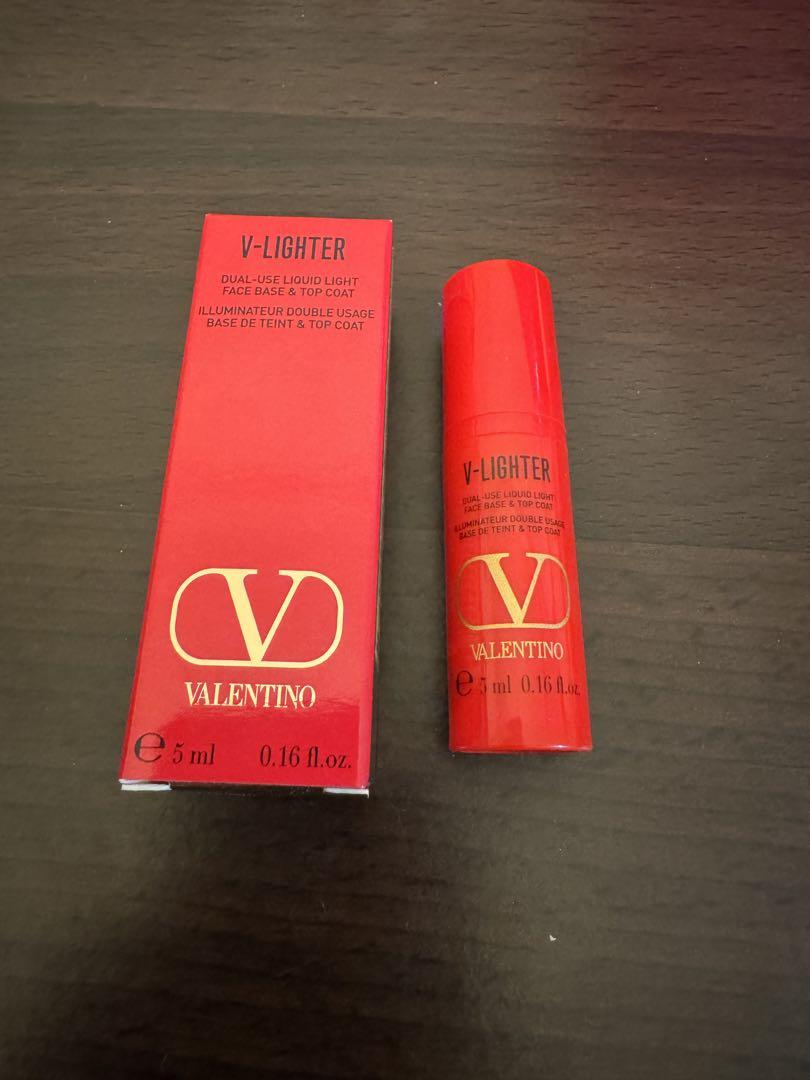 V-LIGHTER
DUAL-USE LIQUID LIGHT
FACE BASE & TOP COAT
ILLUMINATEUR DOUBLE USAGE
BASE DE TEINT & TOP COAT
V
VALENTINO
℮ 5 ml 0.16 fl.oz.
V-LIGHTER
DUAL-USE LIQUID LIGHT
FACE BASE & TOP COAT
ILLUMINATEUR DOUBLE USAGE
BASE DE TEINT & TOP COAT
V
VALENTINO
℮ 5 ml 0.16 fl.oz.